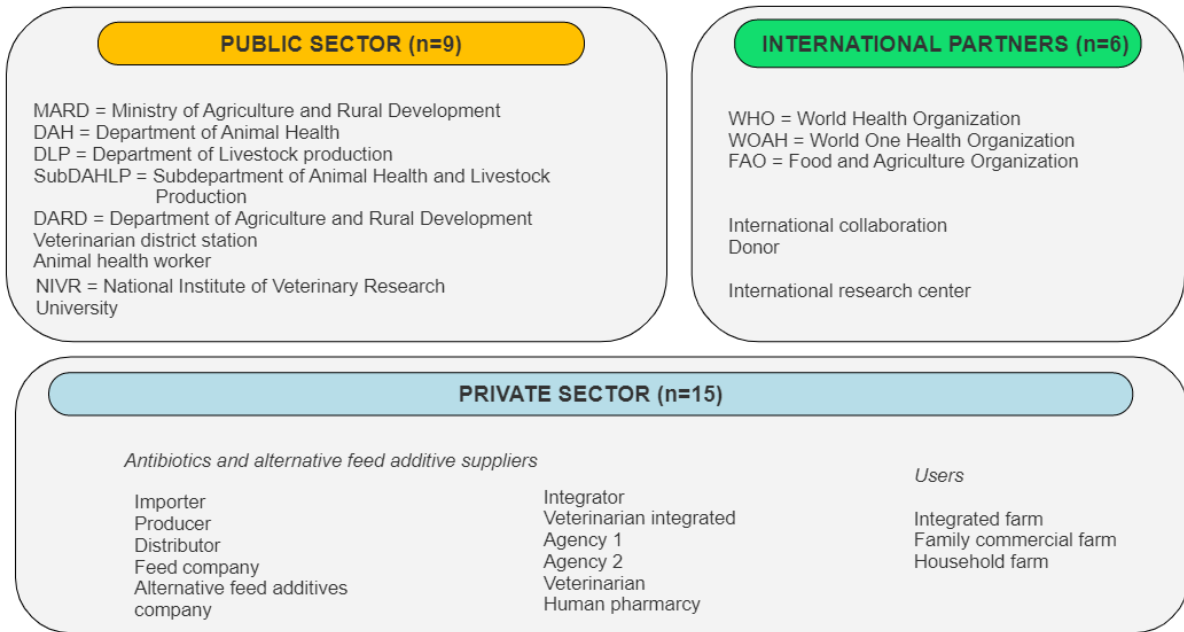 PUBLIC SECTOR (n=9)
MARD = Ministry of Agriculture and Rural Development
DAH = Department of Animal Health
DLP = Department of Livestock production
SubDAHLP = Subdepartment of Animal Health and Livestock
Production
DARD = Department of Agriculture and Rural Development
Veterinarian district station
Animal health worker
NIVR = National Institute of Veterinary Research
University
INTERNATIONAL PARTNERS (n=6)
WHO = World Health Organization
WOAH = World One Health Organization
FAO = Food and Agriculture Organization
International collaboration
Donor
International research center
PRIVATE SECTOR (n=15)
Antibiotics and alternative feed additive suppliers
Importer
Producer
Distributor
Feed company
Alternative feed additives
company
Integrator
Veterinarian integrated
Agency 1
Agency 2
Veterinarian
Human pharmarcy
Users
Integrated farm
Family commercial farm
Household farm